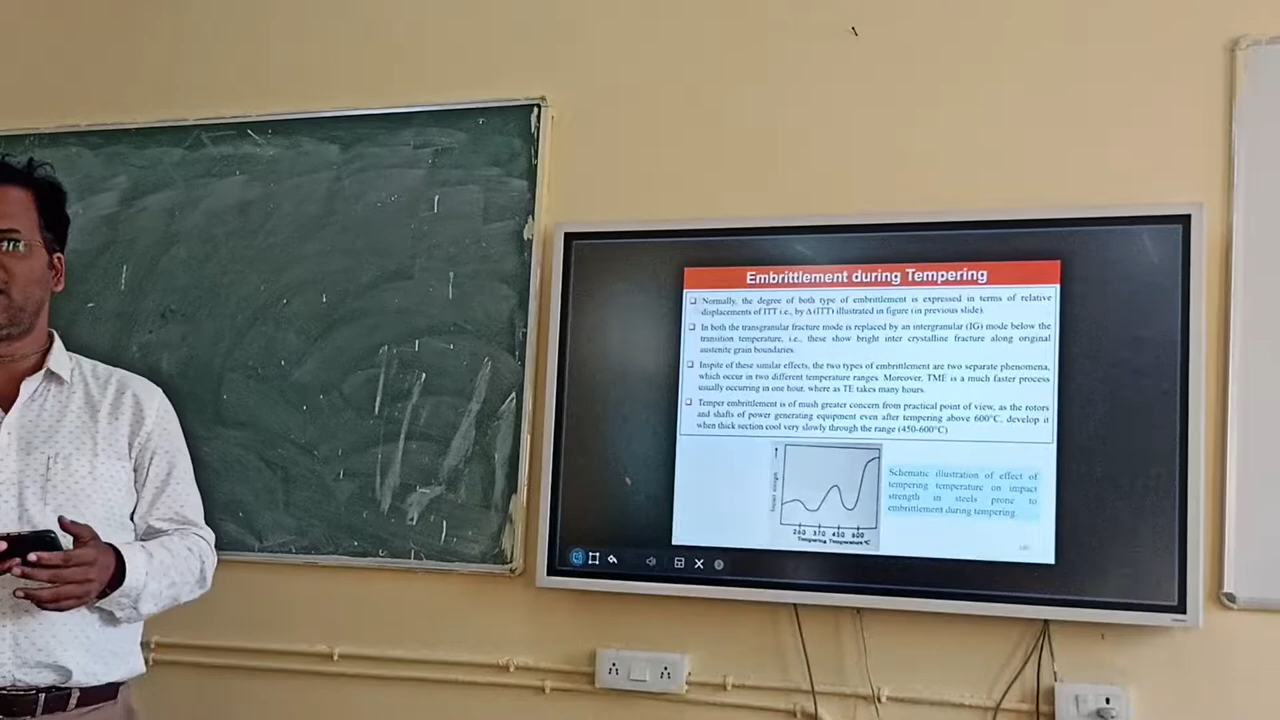 Embrittlement during Tempering
Normally, the degree of both type of embrittlement is expressed in terms of relative
displacements of ITT i.e., by Δ (ITT) illustrated in figure (in previous slide).
In both the transgranular fracture mode is replaced by an intergranular (IG) mode below the
transition temperature, i.e., these show bright inter crystalline fracture along original
austenite grain boundaries.
Inspite of these similar effects, the two types of embrittlement are two separate phenomena,
which occur in two different temperature ranges. Moreover, TME is a much faster process
usually occurring in one hour, where as TE takes many hours.
Temper embrittlement is of mush greater concern from practical point of view, as the rotors
and shafts of power generating equipment even after tempering above 600°C, develop it
when thick section cool very slowly through the range (450-600°C)
Impact strength
260 370 450 600
Tempering Temperature °C
Schematic illustration of effect of
tempering temperature on impact
strength in steels prone to
embrittlement during tempering.